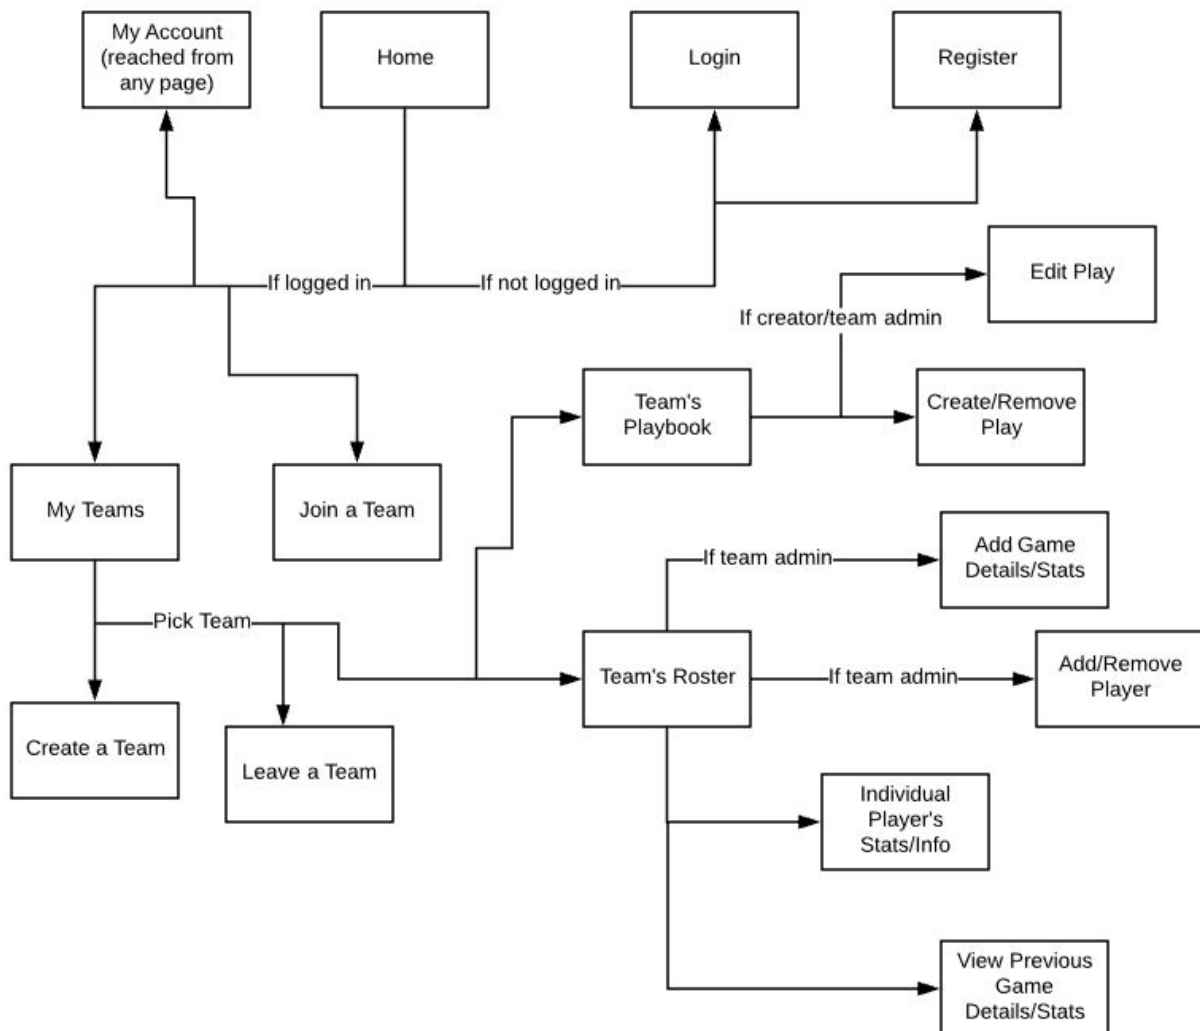 My Account
(reached from
any page)
Home
Login
Register
If logged in
If not logged in
Edit Play
If creator/team admin
Team's
Playbook
Create/Remove
Play
My Teams
Join a Team
Add Game
Details/Stats
If team admin
Pick Team
Team's Roster
If team admin
Add/Remove
Player
Create a Team
Leave a Team
Individual
Player's
Stats/Info
View Previous
Game
Details/Stats